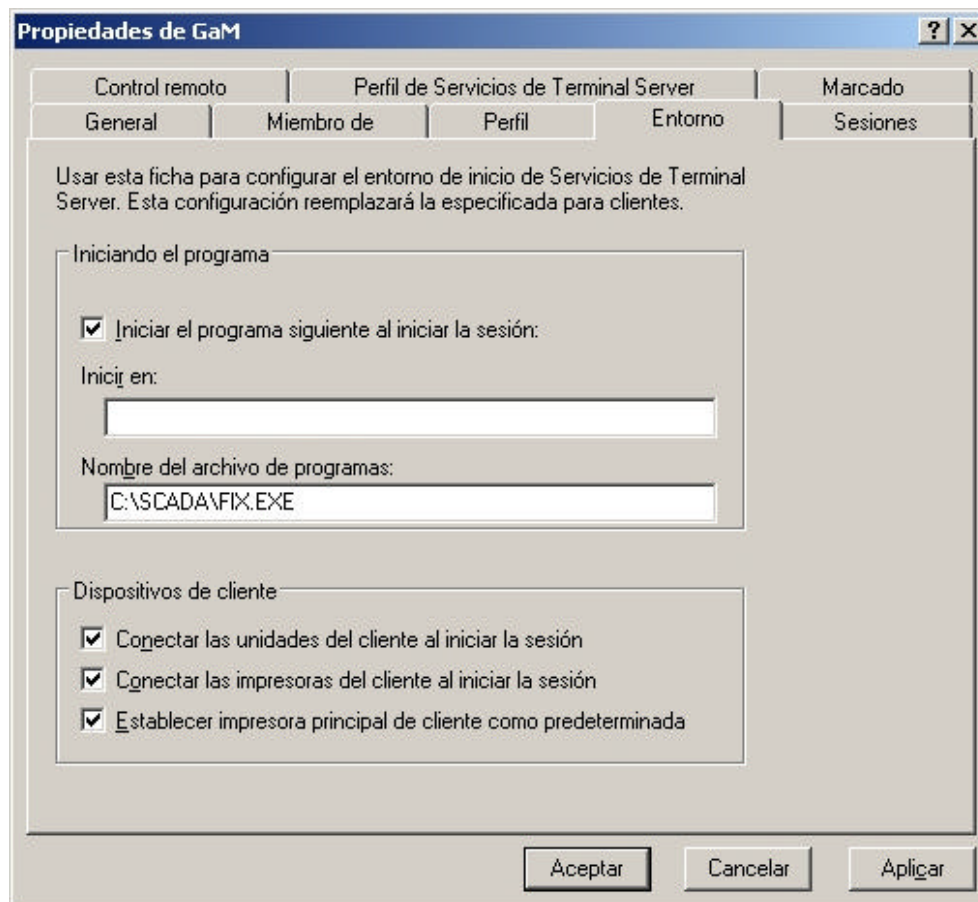 Propiedades de GaM
Control remoto Perfil de Servicios de Terminal Server Marcado
General Miembro de Perfil Entorno Sesiones
Usar esta ficha para configurar el entorno de inicio de Servicios de Terminal
Server. Esta configuración reemplazará la especificada para clientes.
Iniciando el programa
Iniciar el programa siguiente al iniciar la sesión:
Inicir en:
Nombre del archivo de programas:
C:\SCADA\FIX.EXE
Dispositivos de cliente
Conectar las unidades del cliente al iniciar la sesión
Conectar las impresoras del cliente al iniciar la sesión
Establecer impresora principal de cliente como predeterminada
Aceptar Cancelar Aplicar